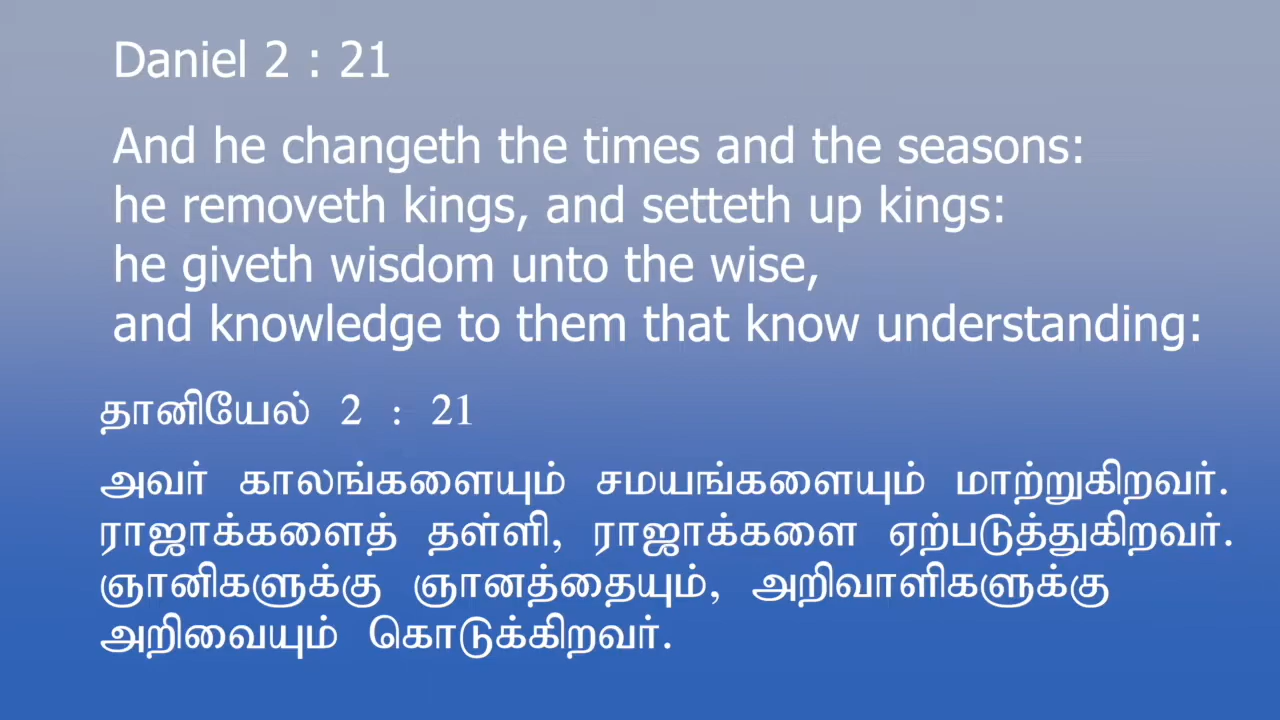 Daniel 2 : 21
And he changeth the times and the seasons:
he removeth kings, and setteth up kings:
he giveth wisdom unto the wise,
and knowledge to them that know understanding:
தானியேல் 2 : 21
அவர் காலங்களையும் சமயங்களையும் மாற்றுகிறவர்.
ராஜாக்களைத் தள்ளி, ராஜாக்களை ஏற்படுத்துகிறவர்.
ஞானிகளுக்கு ஞானத்தையும், அறிவாளிகளுக்கு
அறிவையும் கொடுக்கிறவர்.